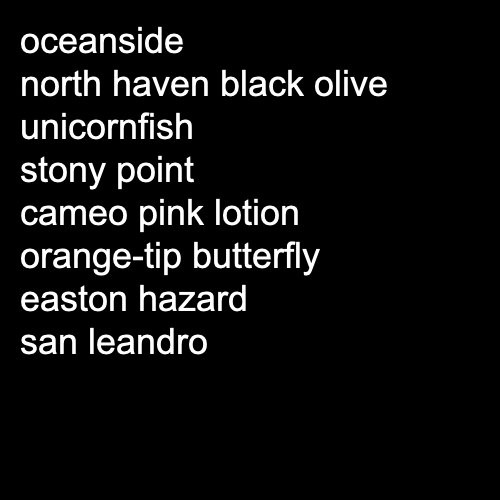 oceanside
north haven black olive
unicornfish
stony point
cameo pink lotion
orange-tip butterfly
easton hazard
san leandro